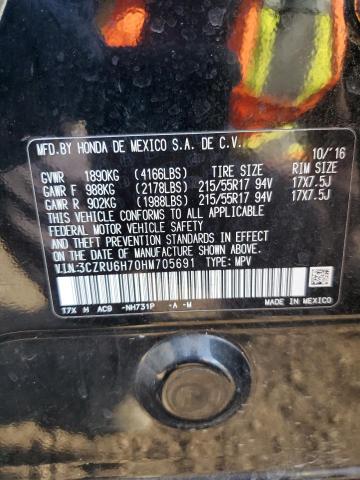 MFD.BY HONDA DE MEXICO S.A. DE C.V. 10/'16
GVWR 1890KG (4166LBS) TIRE SIZE RIM SIZE
GAWR F 988KG (2178LBS) 215/55R17 94V 17X7.5J
GAWR R 902KG (1988LBS) 215/55R17 94V 17X7.5J
THIS VEHICLE CONFORMS TO ALL APPLICABLE
FEDERAL MOTOR VEHICLE SAFETY
AND THEFT PREVENTION STANDARDS IN EFFECT ON THE
DATE OF MANUFACTURE SHOWN ABOVE.
V.I.N:3CZRU6H70HM705691 TYPE: MPV
T7X H AC9 -NH731P -A -M MADE IN MEXICO